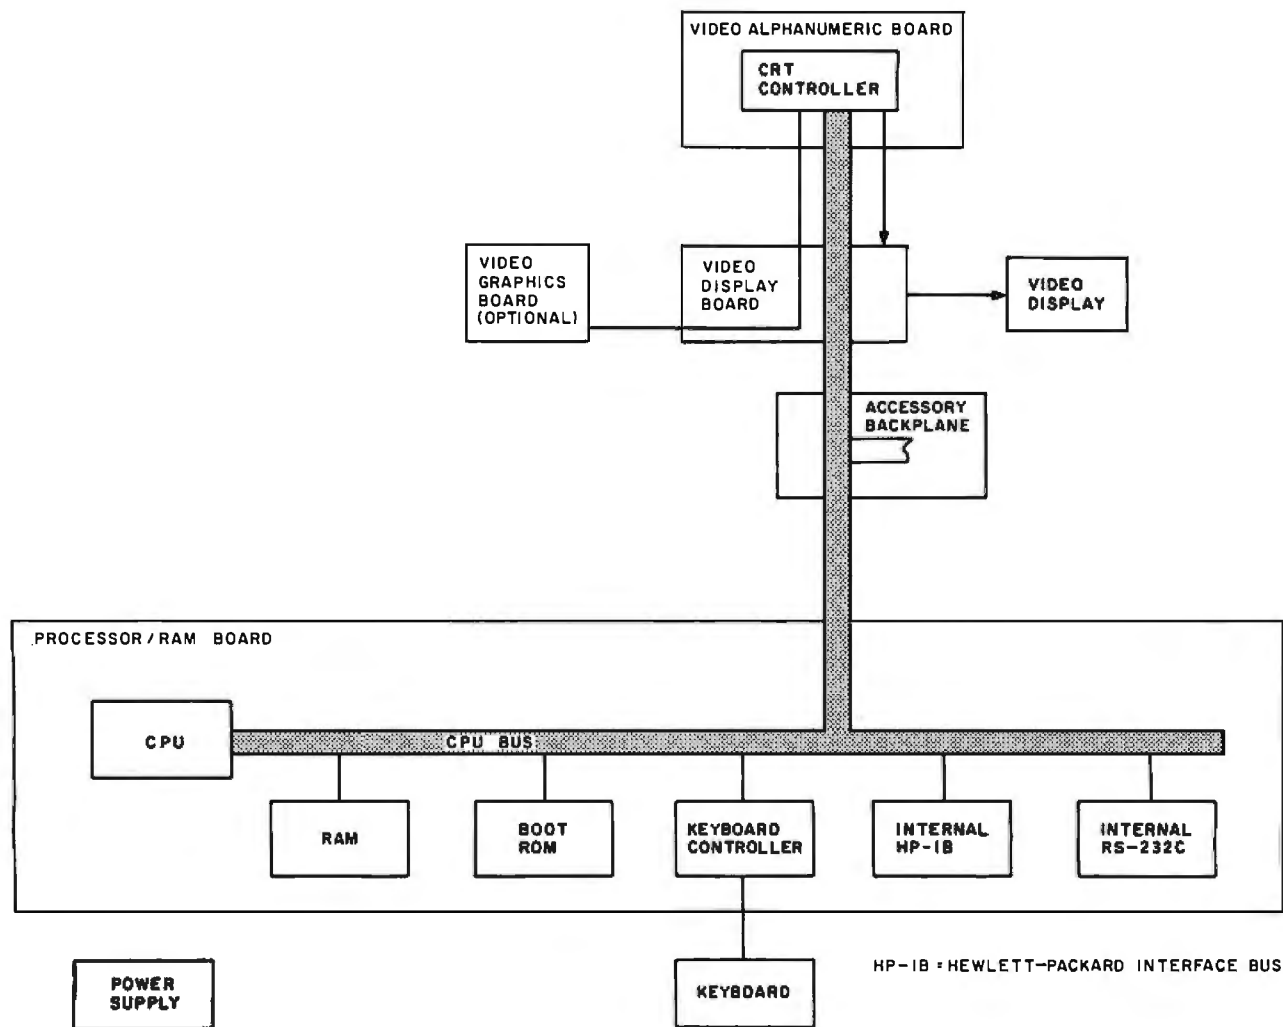 VIDEO ALPHANUMERIC BOARD
CRT
CONTROLLER
VIDEO
GRAPHICS
BOARD
(OPTIONAL)
VIDEO
DISPLAY
BOARD
VIDEO
DISPLAY
ACCESSORY
BACKPLANE
PROCESSOR/RAM BOARD
CPU
CPU BUS
RAM
BOOT
ROM
KEYBOARD
CONTROLLER
INTERNAL
HP-IB
INTERNAL
RS-232C
POWER
SUPPLY
KEYBOARD
HP-IB = HEWLETT-PACKARD INTERFACE BUS